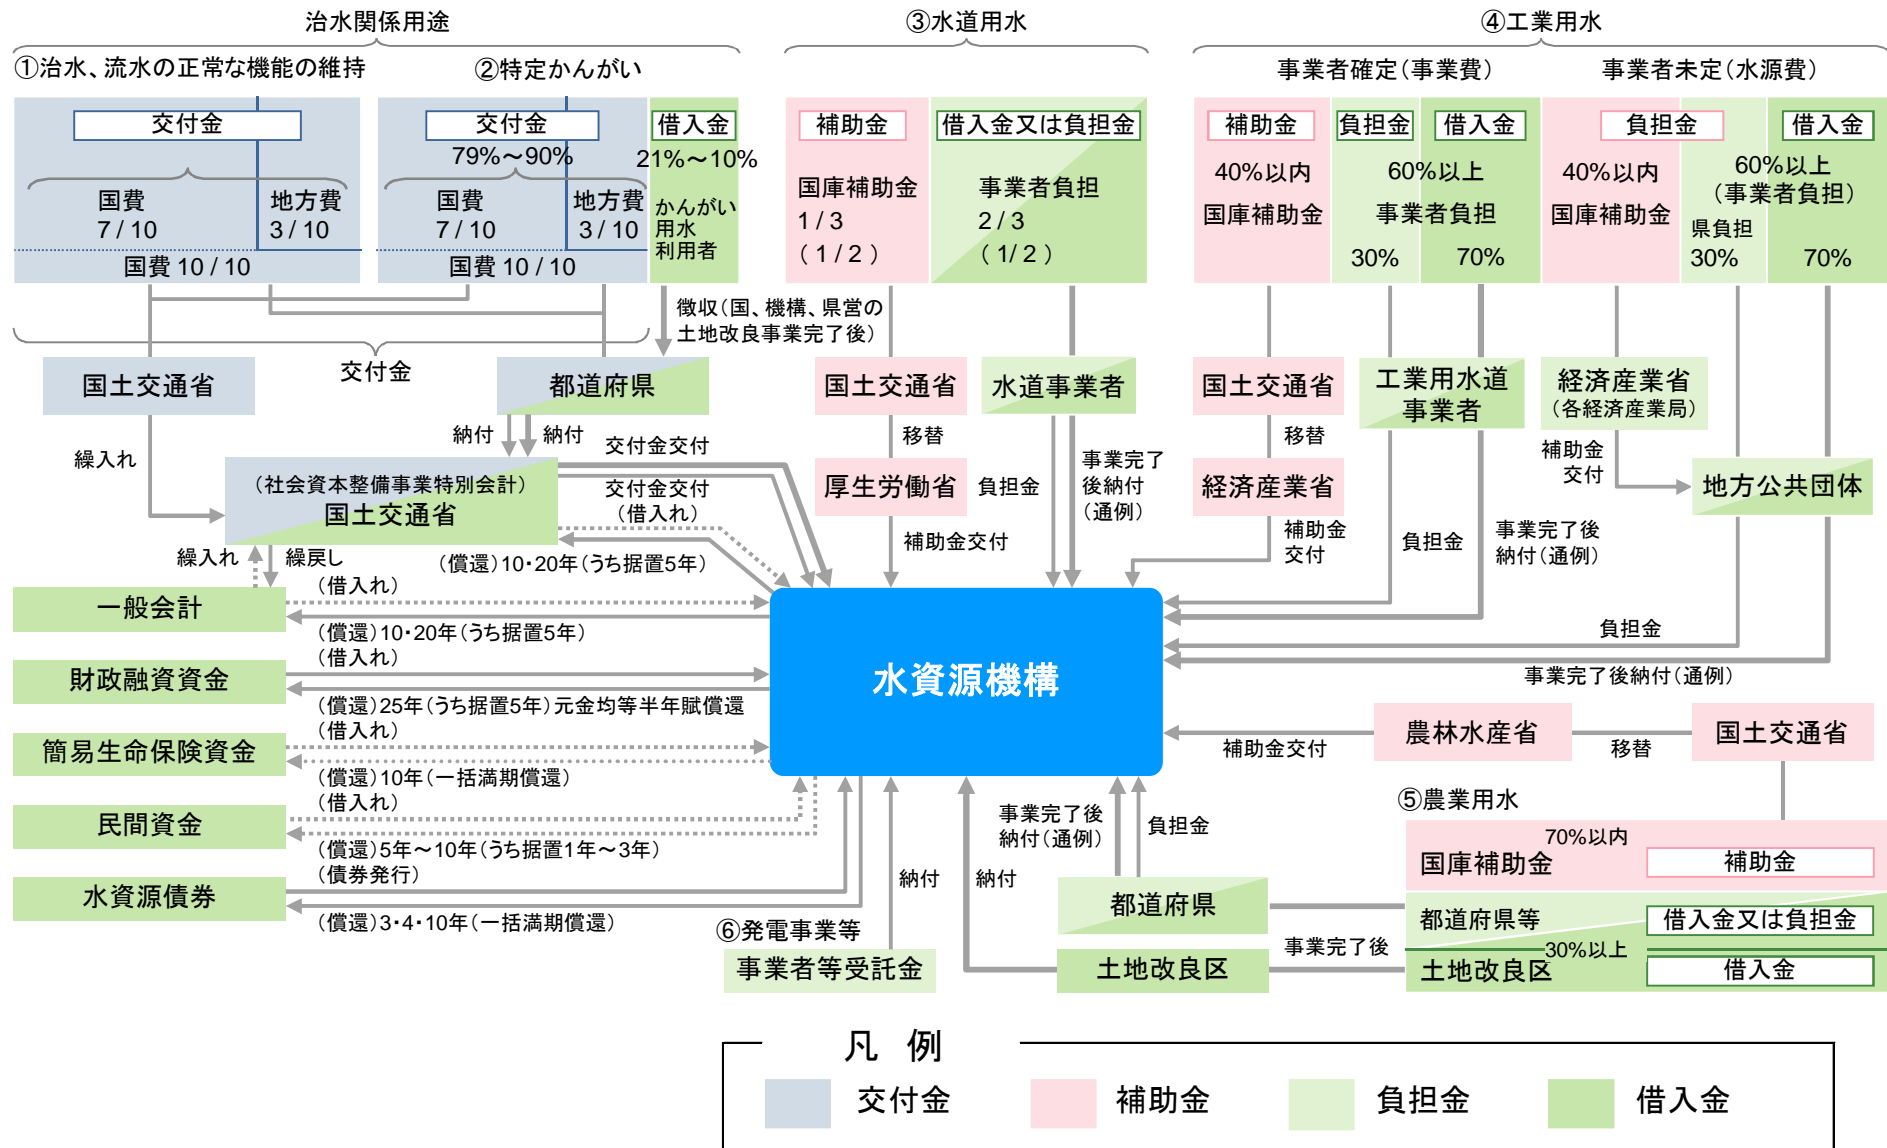 治水関係用途
①治水、流水の正常な機能の維持
②特定かんがい
交付金
国費
7 / 10
地方費
3 / 10
国費 10 / 10
交付金
79%～90%
国費
7 / 10
地方費
3 / 10
国費 10 / 10
借入金
21%～10%
かんがい
用水
利用者
③水道用水
補助金
国庫補助金
1 / 3
( 1/ 2 )
借入金又は負担金
事業者負担
2 / 3
( 1/ 2 )
④工業用水
事業者確定（事業費）
事業者未定（水源費）
補助金
40%以内
国庫補助金
負担金
借入金
60%以上
事業者負担
30%
70%
負担金
40%以内
国庫補助金
借入金
60%以上
（事業者負担）
県負担
30%
70%
徴収（国、機構、県営の
土地改良事業完了後）
交付金
国土交通省
都道府県
国土交通省
水道事業者
国土交通省
工業用水道
事業者
経済産業省
（各経済産業局）
繰入れ
納付
納付
交付金交付
交付金交付
（借入れ）
（社会資本整備事業特別会計）
国土交通省
移替
厚生労働省
負担金
事業完了
後納付
（通例）
補助金交付
移替
経済産業省
補助金
交付
負担金
事業完了後
納付（通例）
補助金
交付
地方公共団体
繰入れ
繰戻し
（償還）10・20年（うち据置5年）
一般会計
（借入れ）
（償還）10・20年（うち据置5年）
財政融資資金
（借入れ）
（償還）25年（うち据置5年）元金均等半年賦償還
簡易生命保険資金
（借入れ）
（償還）10年（一括満期償還）
民間資金
（借入れ）
（償還）5年～10年（うち据置1年～3年）
水資源債券
（債券発行）
（償還）3・4・10年（一括満期償還）
水資源機構
負担金
事業完了後納付（通例）
補助金交付
農林水産省
移替
国土交通省
⑤農業用水
70%以内
国庫補助金
補助金
都道府県等
借入金又は負担金
30%以上
土地改良区
借入金
事業完了後
納付（通例）
負担金
納付
納付
都道府県
事業完了後
土地改良区
⑥発電事業等
事業者等受託金
凡 例
交付金
補助金
負担金
借入金